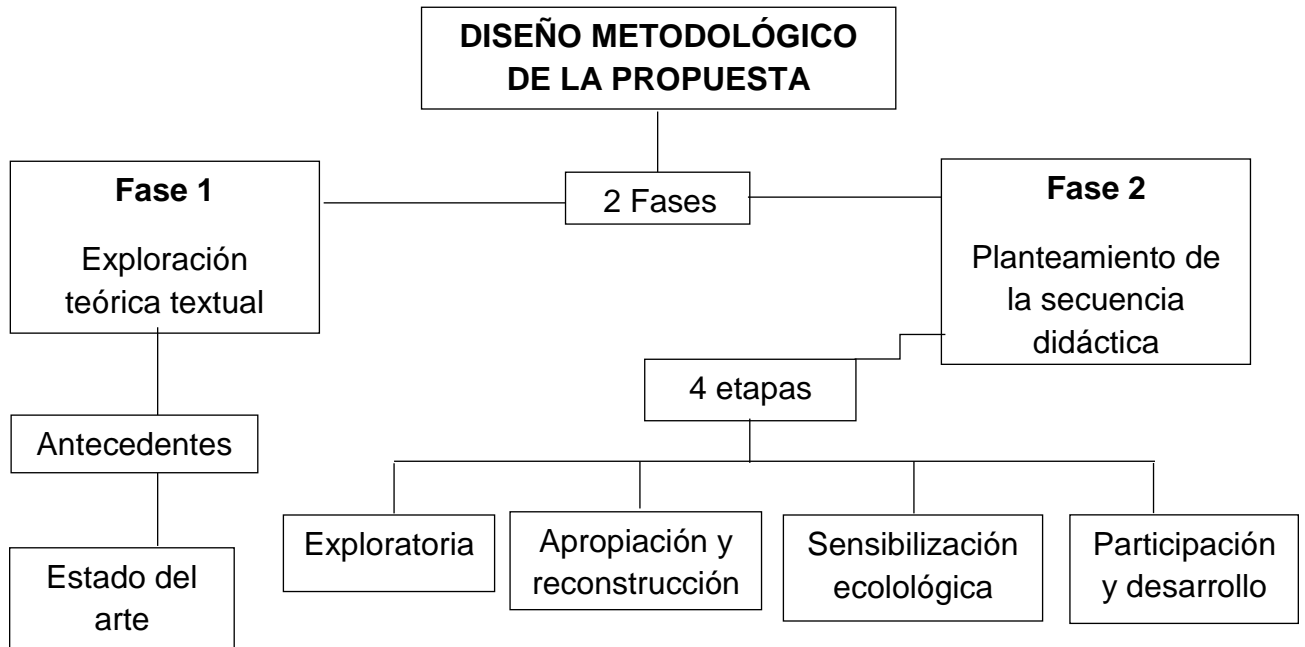 DISEÑO METODOLÓGICO
DE LA PROPUESTA
2 Fases
Fase 1
Exploración
teórica textual
Antecedentes
Estado del
arte
Fase 2
Planteamiento de
la secuencia
didáctica
4 etapas
Exploratoria
Apropiación y
reconstrucción
Sensibilización
ecolológica
Participación
y desarrollo